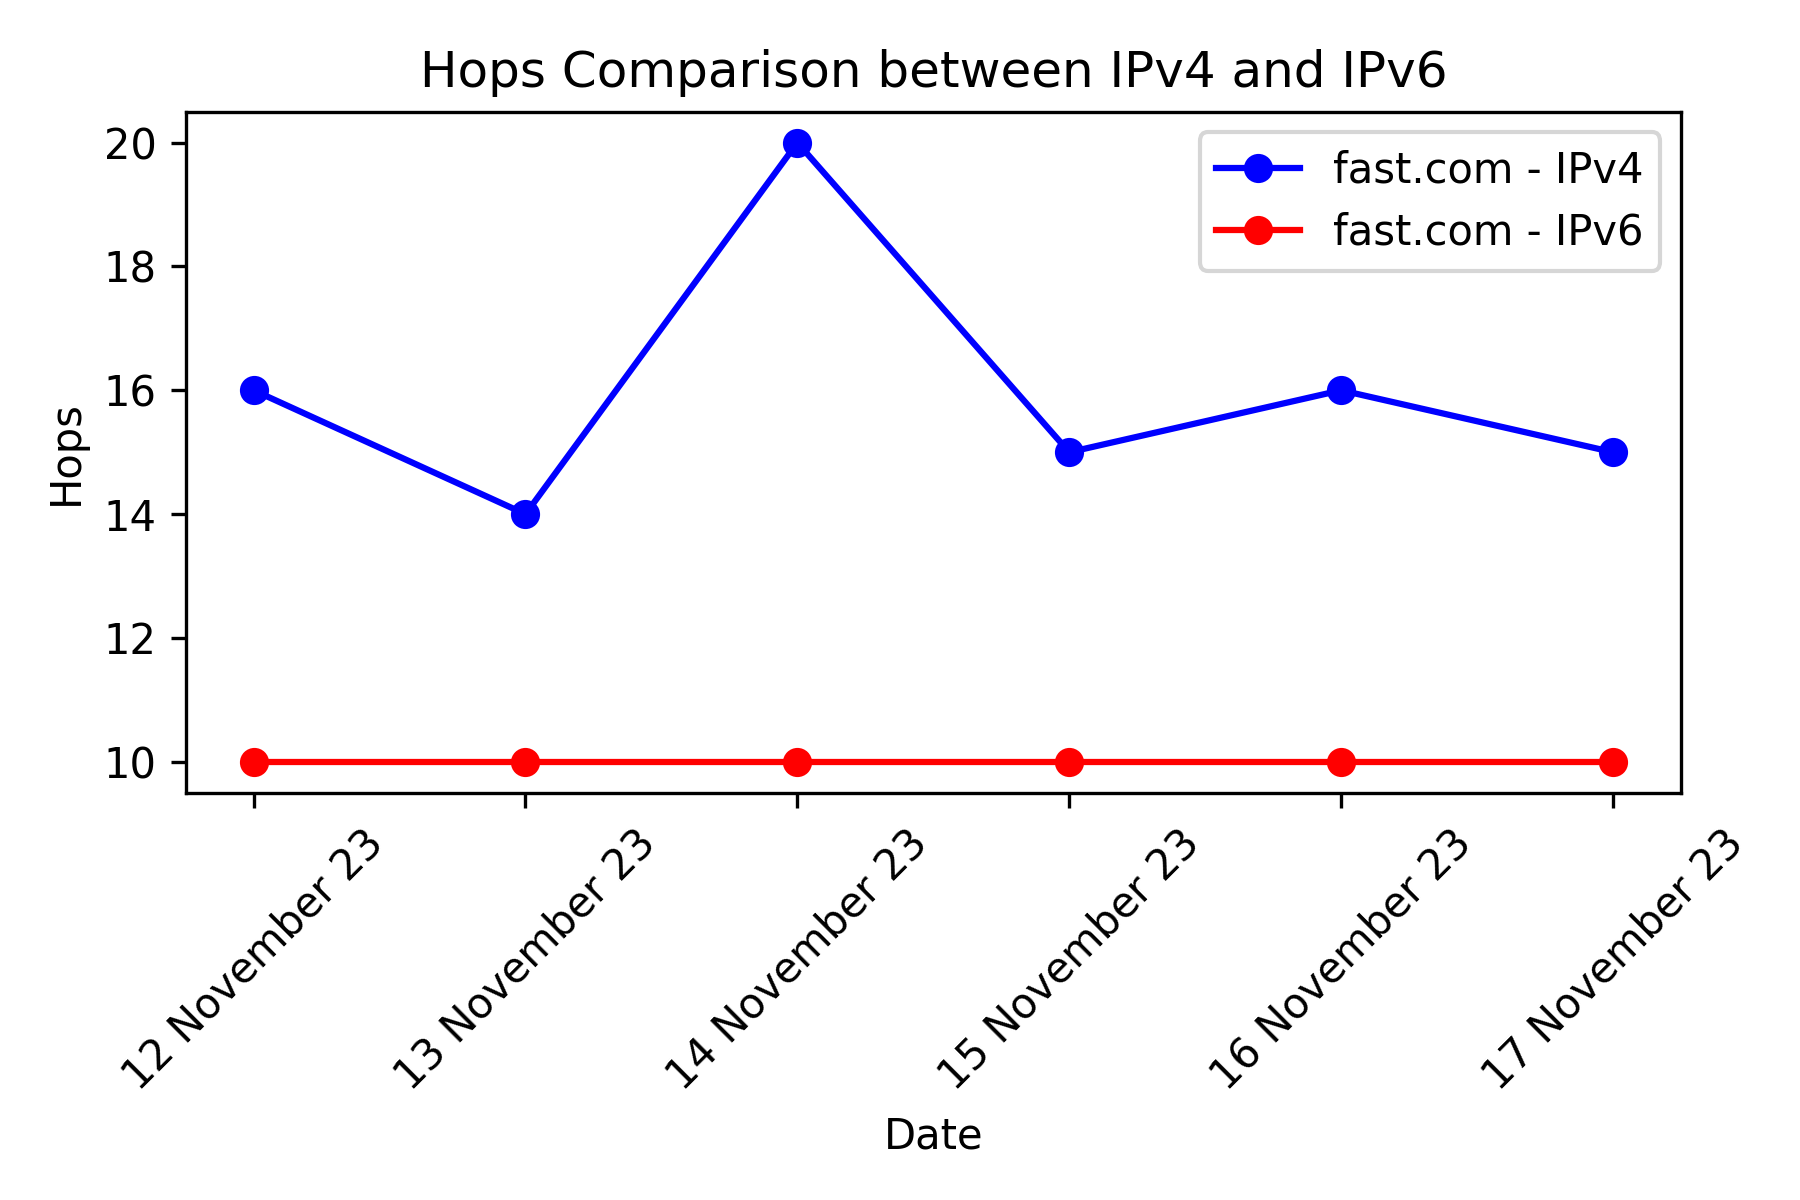 Hops Comparison between IPv4 and IPv6
fast.com - IPv4
fast.com - IPv6
Hops
20
18
16
14
12
10
12 November 23
13 November 23
14 November 23
15 November 23
16 November 23
17 November 23
Date